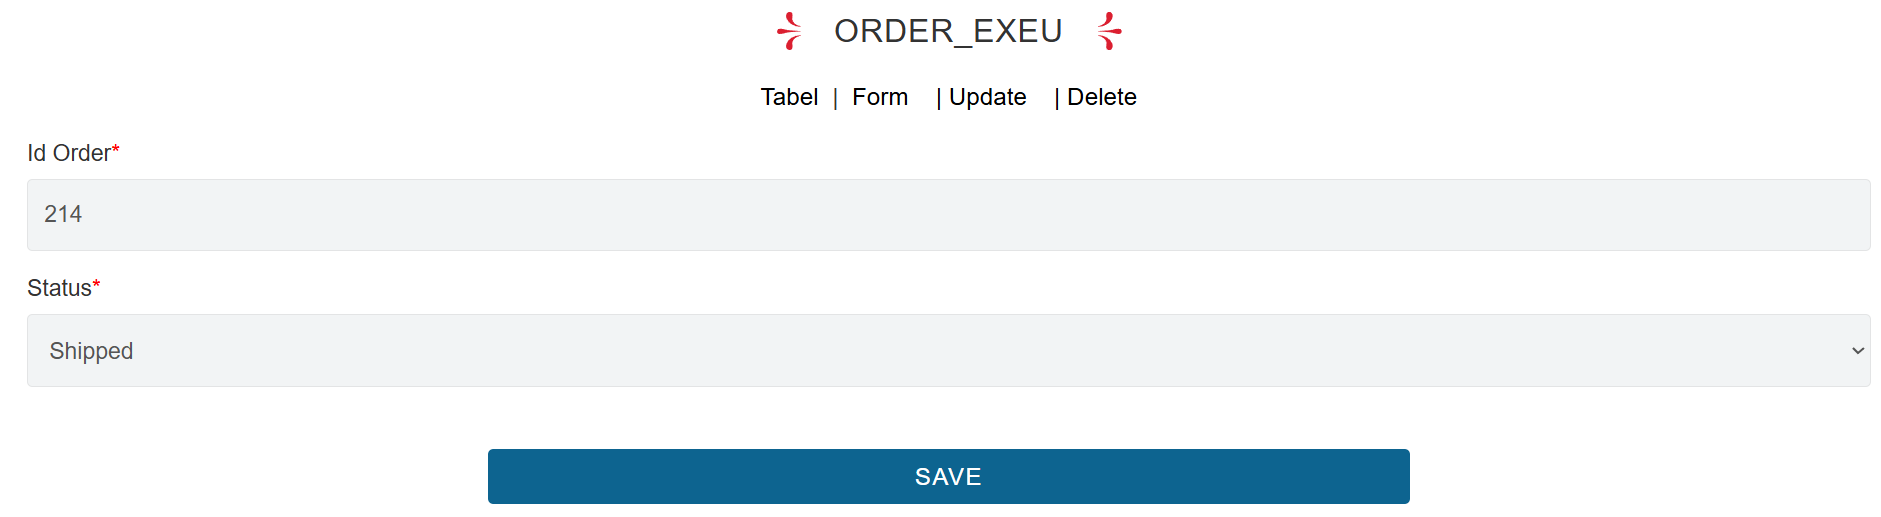 ORDER_EXEU
Tabel | Form | Update | Delete
Id Order*
214
Status*
Shipped
SAVE